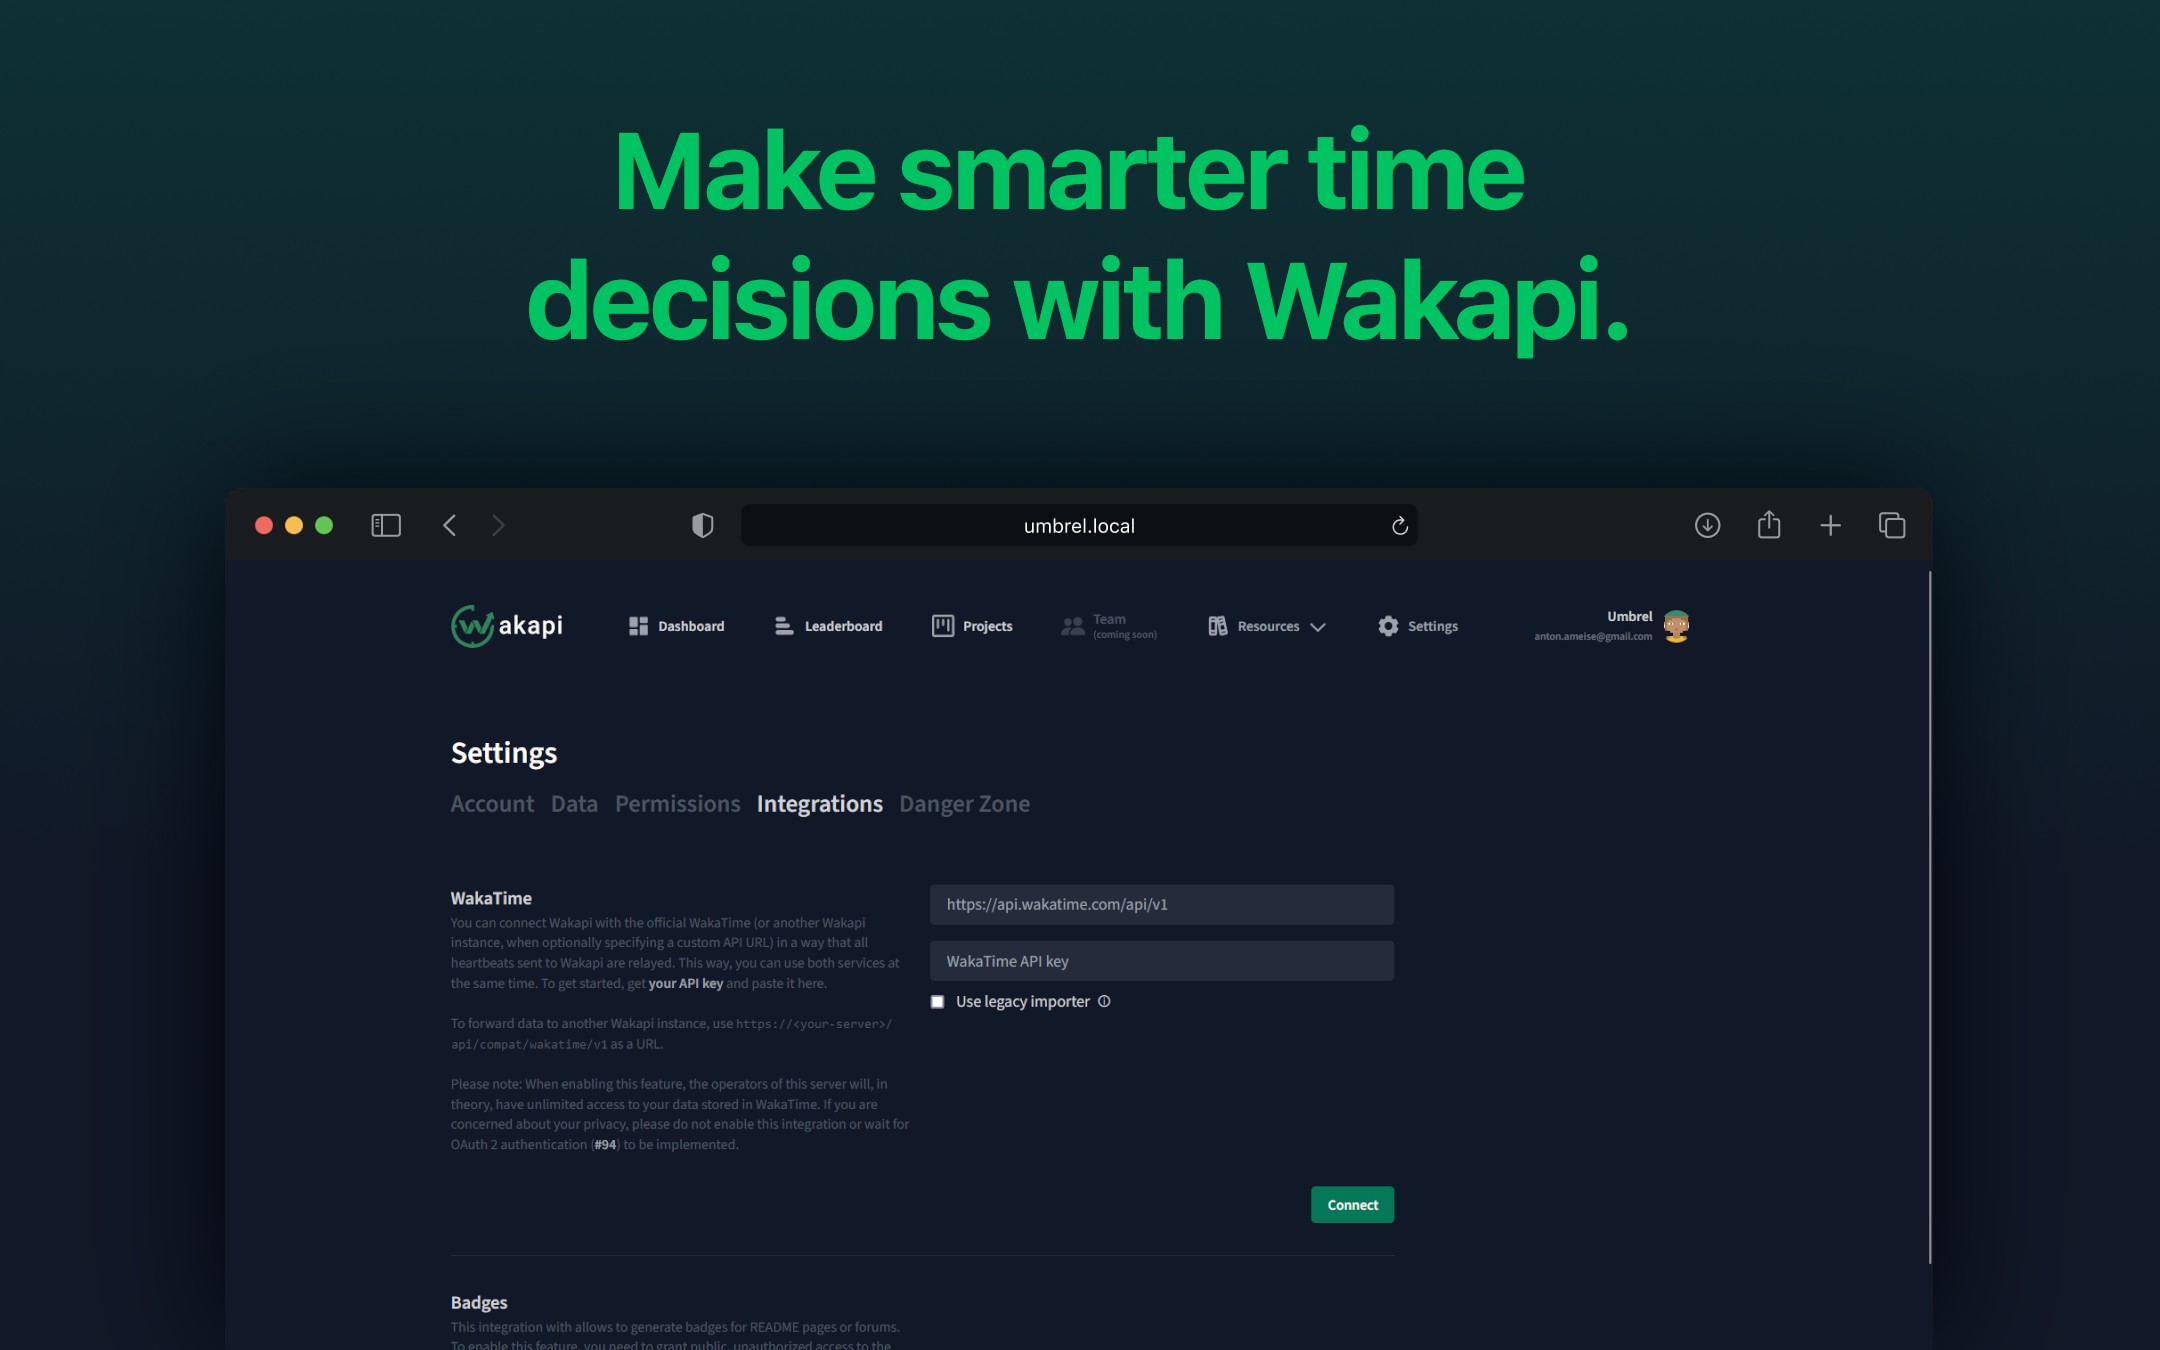 Make smarter time
decisions with Wakapi.
umbrel.local
wakapi
Dashboard
Leaderboard
Projects
Team
(coming soon)
Resources
Settings
Umbrel
anton.ameise@gmail.com
Settings
Account Data Permissions Integrations Danger Zone
WakaTime
You can connect Wakapi with the official WakaTime (or another Wakapi
instance, when optionally specifying a custom API URL) in a way that all
heartbeats sent to Wakapi are relayed. This way, you can use both services at
the same time. To get started, get your API key and paste it here.
To forward data to another Wakapi instance, use https://<your-server>/
api/compat/wakatime/v1 as a URL.
Please note: When enabling this feature, the operators of this server will, in
theory, have unlimited access to your data stored in WakaTime. If you are
concerned about your privacy, please do not enable this integration or wait for
OAuth 2 authentication (#94) to be implemented.
https://api.wakatime.com/api/v1
WakaTime API key
Use legacy importer
Connect
Badges
This integration with allows to generate badges for README pages or forums.
To enable this feature, you need to grant public, unauthorized access to the